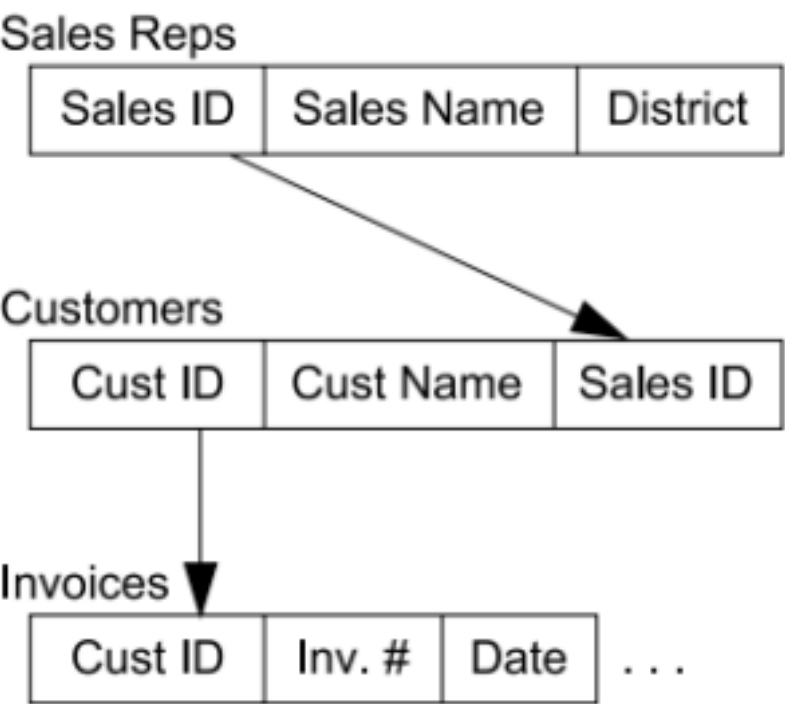 Sales Reps
Sales ID Sales Name District
Customers
Cust ID Cust Name Sales ID
Invoices
Cust ID Inv. # Date . . .